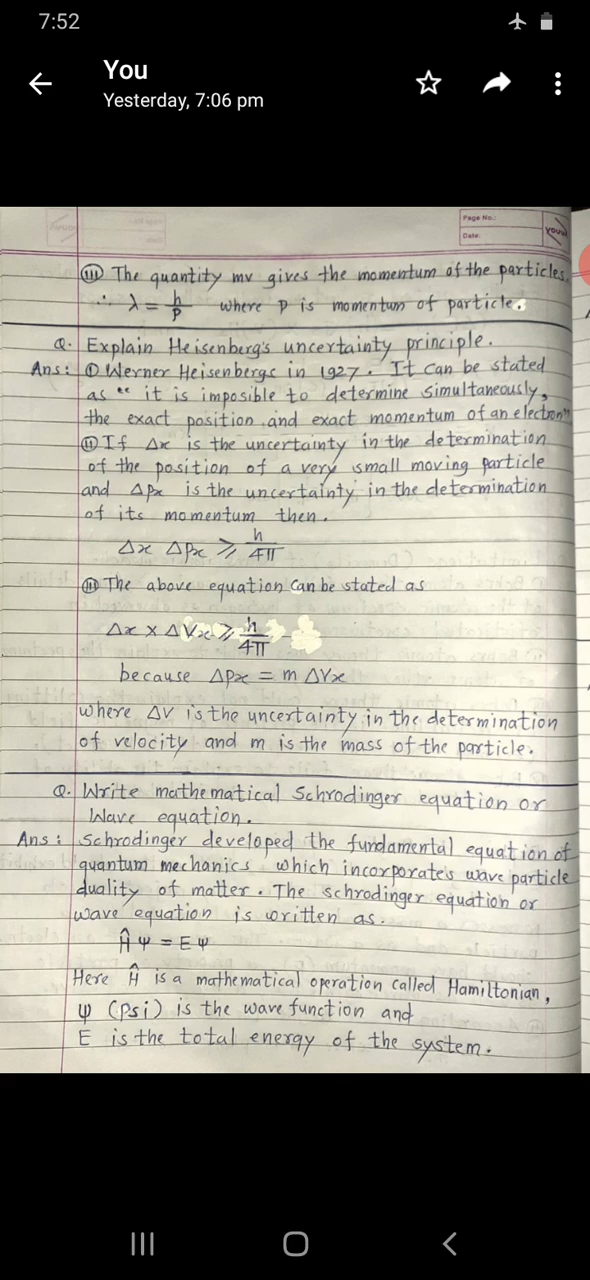 7:52
You
Yesterday, 7:06 pm
Page No.:
Date:
YOUVA
(III) The quantity mv gives the momentum of the particles.
∴ λ = h/p where P is momentum of particle.
Q. Explain Heisenberg's uncertainty principle.
Ans: (I) Werner Heisenbergs in 1927. It can be stated
as "it is imposible to determine simultaneously,
the exact position and exact momentum of an electron"
(II) If Δx is the uncertainty in the determination
of the position of a very small moving particle
and Δpx is the uncertainty in the determination
of its momentum then.
Δx Δpx ⩾ h/4π
(III) The above equation can be stated as
Δx × ΔVx ⩾ h/4π
because Δpx = m ΔVx
where ΔV is the uncertainty in the determination
of velocity and m is the mass of the particle.
Q. Write mathematical Schrodinger equation or
Wave equation.
Ans: Schrodinger developed the fundamental equation of
quantum mechanics which incorporates wave particle
duality of matter. The schrodinger equation or
wave equation is written as.
Ĥ ψ = E ψ
Here Ĥ is a mathematical operation called Hamiltonian,
ψ (Psi) is the wave function and
E is the total energy of the system.